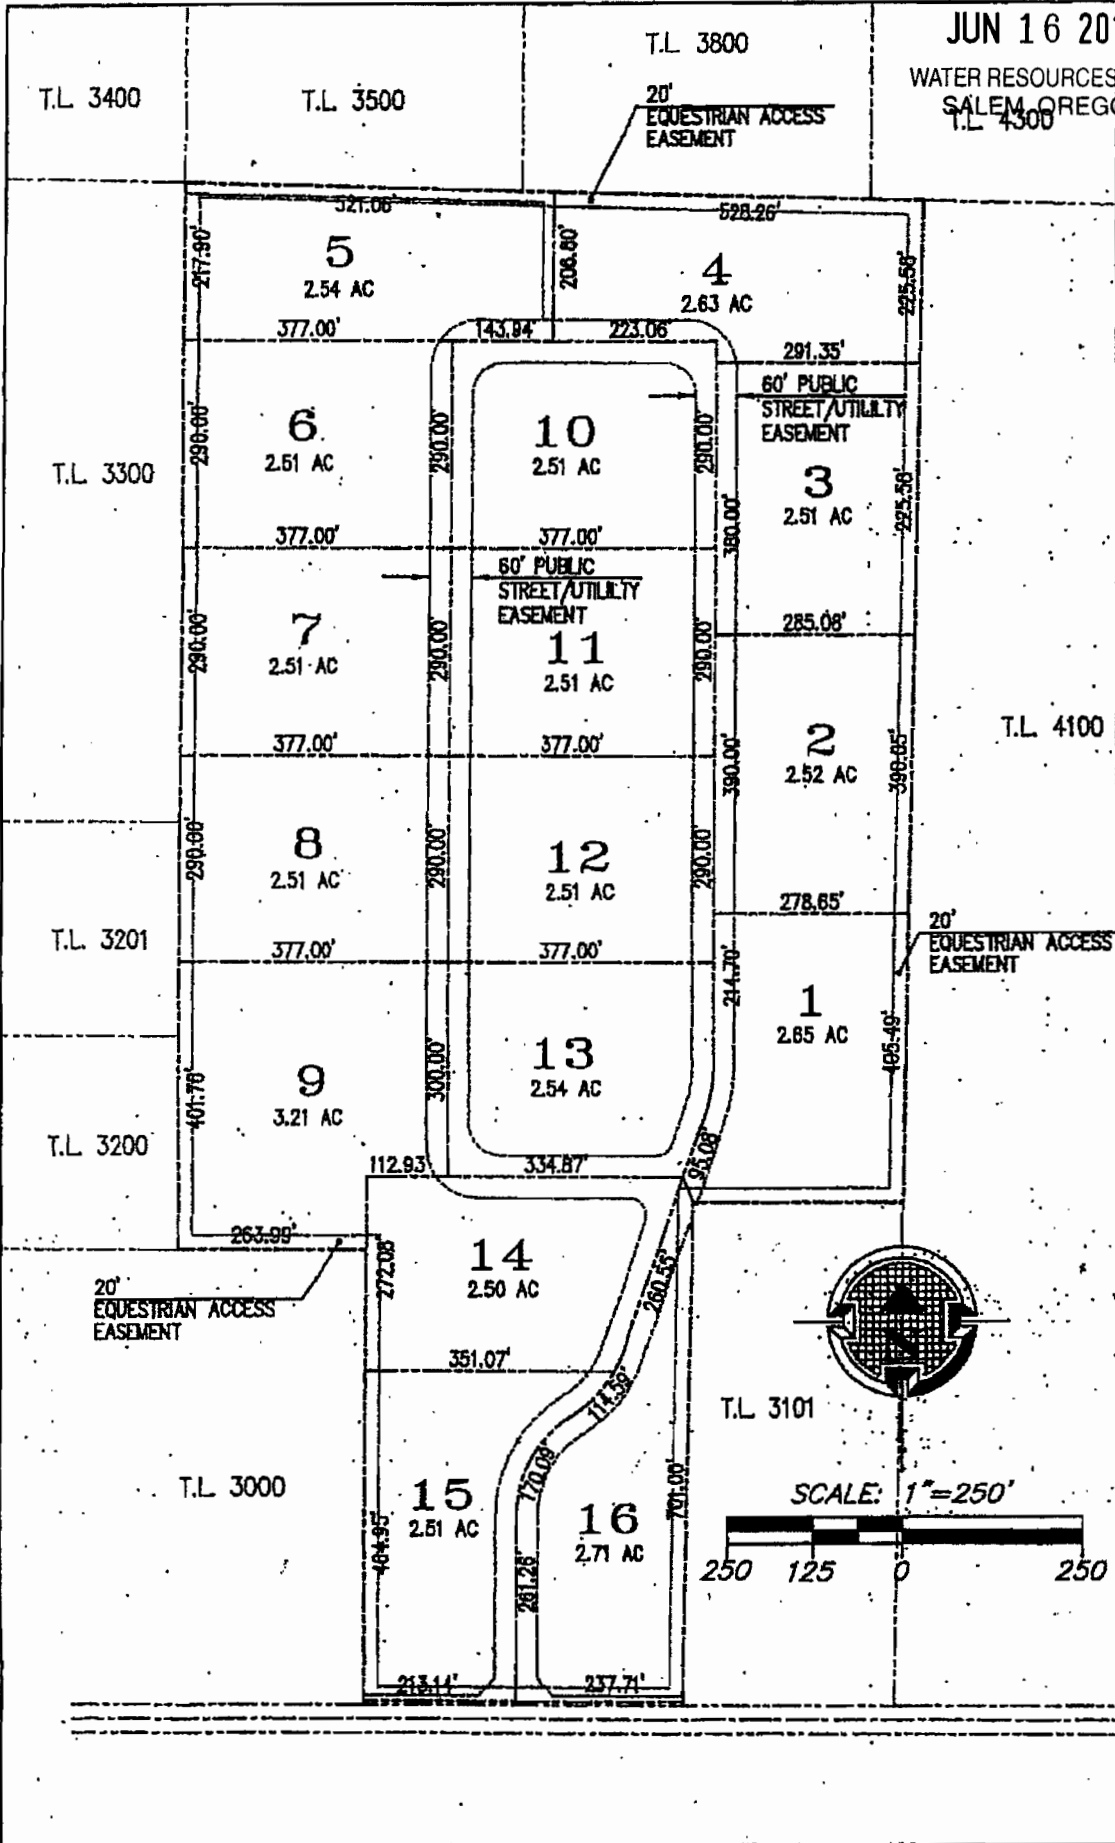 JUN 16 20
WATER RESOURCES
SALEM, OREGO
T.L. 3400
T.L. 3500
T.L. 3800
T.L. 4300
20'
EQUESTRIAN ACCESS
EASEMENT
521.06'
528.26'
217.90'
5
2.54 AC
206.80'
4
2.63 AC
225.56'
377.00'
143.94'
223.06'
291.35'
60' PUBLIC
STREET/UTILILTY
EASEMENT
T.L. 3300
290.00'
6
2.51 AC
290.00'
10
2.51 AC
290.00'
380.00'
3
2.51 AC
225.56'
377.00'
377.00'
60' PUBLIC
STREET/UTILILTY
EASEMENT
285.08'
290.00'
7
2.51 AC
290.00'
11
2.51 AC
290.00'
390.00'
2
2.52 AC
390.05'
T.L. 4100
377.00'
377.00'
290.00'
8
2.51 AC
290.00'
12
2.51 AC
290.00'
278.65'
20'
EQUESTRIAN ACCESS
EASEMENT
T.L. 3201
377.00'
377.00'
214.70'
1
2.65 AC
405.49'
401.76'
9
3.21 AC
300.00'
13
2.54 AC
95.08'
T.L. 3200
112.93'
334.87'
263.99'
272.08'
14
2.50 AC
260.55'
20'
EQUESTRIAN ACCESS
EASEMENT
351.07'
114.59'
T.L. 3101
T.L. 3000
170.09'
15
2.51 AC
16
2.71 AC
701.00'
484.95'
261.26'
213.11'
237.71'
SCALE: 1"=250'
250 125 0 250